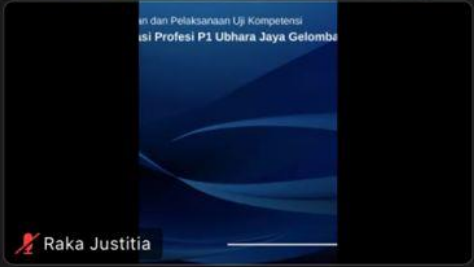 an dan Pelaksanaan Uji Kompetensi
asi Profesi P1 Ubhara Jaya Gelomba
Raka Justitia